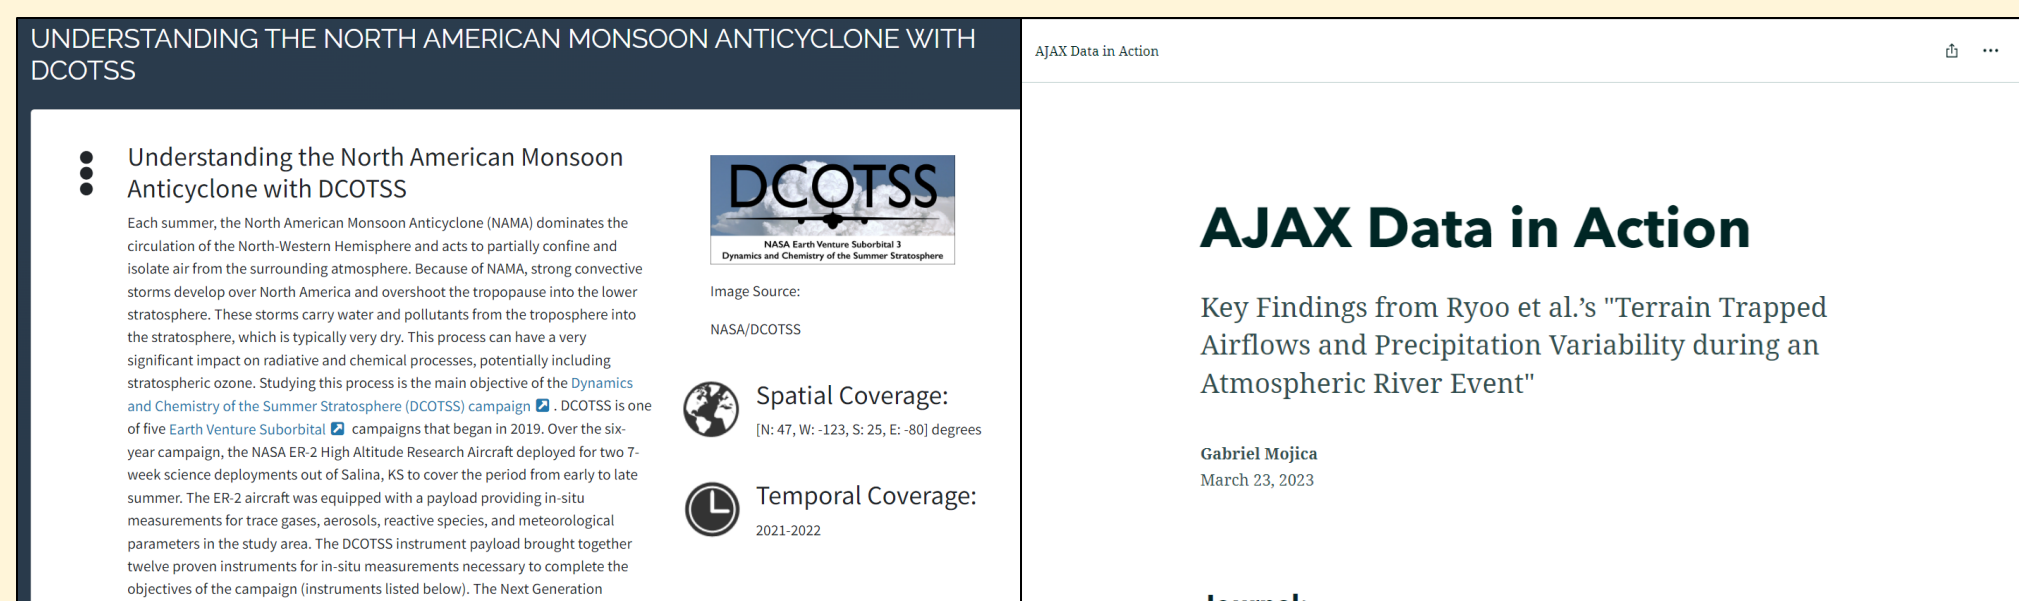 UNDERSTANDING THE NORTH AMERICAN MONSOON ANTICYCLONE WITH
DCOTSS
Understanding the North American Monsoon
Anticyclone with DCOTSS
Each summer, the North American Monsoon Anticyclone (NAMA) dominates the
circulation of the North-Western Hemisphere and acts to partially confine and
isolate air from the surrounding atmosphere. Because of NAMA, strong convective
storms develop over North America and overshoot the tropopause into the lower
stratosphere. These storms carry water and pollutants from the troposphere into
the stratosphere, which is typically very dry. This process can have a very
significant impact on radiative and chemical processes, potentially including
stratospheric ozone. Studying this process is the main objective of the Dynamics
and Chemistry of the Summer Stratosphere (DCOTSS) campaign . DCOTSS is one
of five Earth Venture Suborbital campaigns that began in 2019. Over the six-
year campaign, the NASA ER-2 High Altitude Research Aircraft deployed for two 7-
week science deployments out of Salina, KS to cover the period from early to late
summer. The ER-2 aircraft was equipped with a payload providing in-situ
measurements for trace gases, aerosols, reactive species, and meteorological
parameters in the study area. The DCOTSS instrument payload brought together
twelve proven instruments for in-situ measurements necessary to complete the
objectives of the campaign (instruments listed below). The Next Generation
DCOTSS
NASA Earth Venture Suborbital 3
Dynamics and Chemistry of the Summer Stratosphere
Image Source:
NASA/DCOTSS
Spatial Coverage:
[N: 47, W: -123, S: 25, E: -80] degrees
Temporal Coverage:
2021-2022
AJAX Data in Action
AJAX Data in Action
Key Findings from Ryoo et al.’s "Terrain Trapped
Airflows and Precipitation Variability during an
Atmospheric River Event"
Gabriel Mojica
March 23, 2023